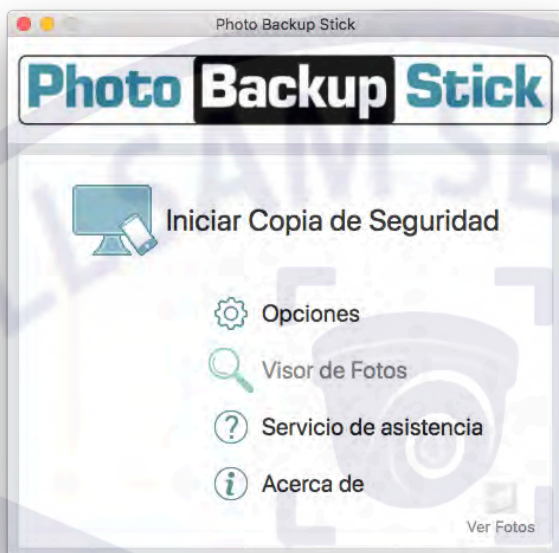 Photo Backup Stick
Photo Backup Stick
Iniciar Copia de Seguridad
Opciones
Visor de Fotos
? Servicio de asistencia
i Acerca de
Ver Fotos